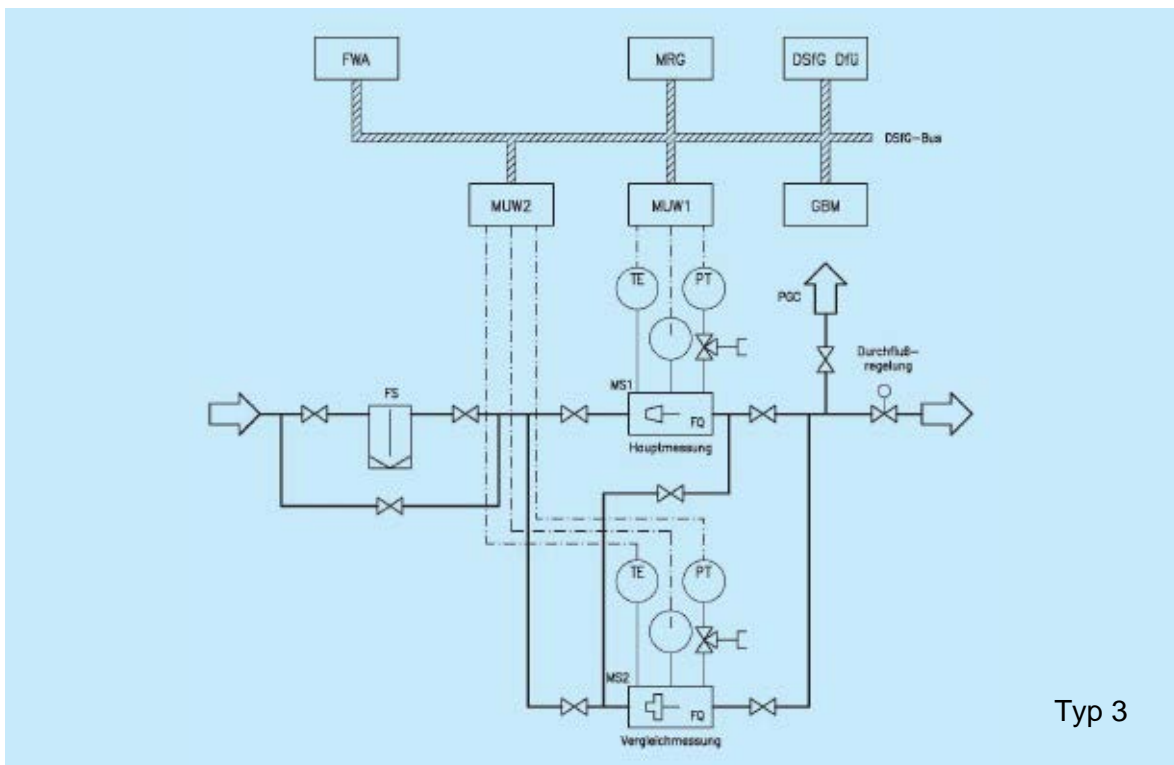 FWA
MRG
DSfG Dfü
DSfG-Bus
MUW2
MUW1
GBM
TE
PT
PGC
Durchfluß-
regelung
MS1
FS
FQ
Hauptmessung
TE
PT
MS2
FQ
Vergleichmessung
Typ 3